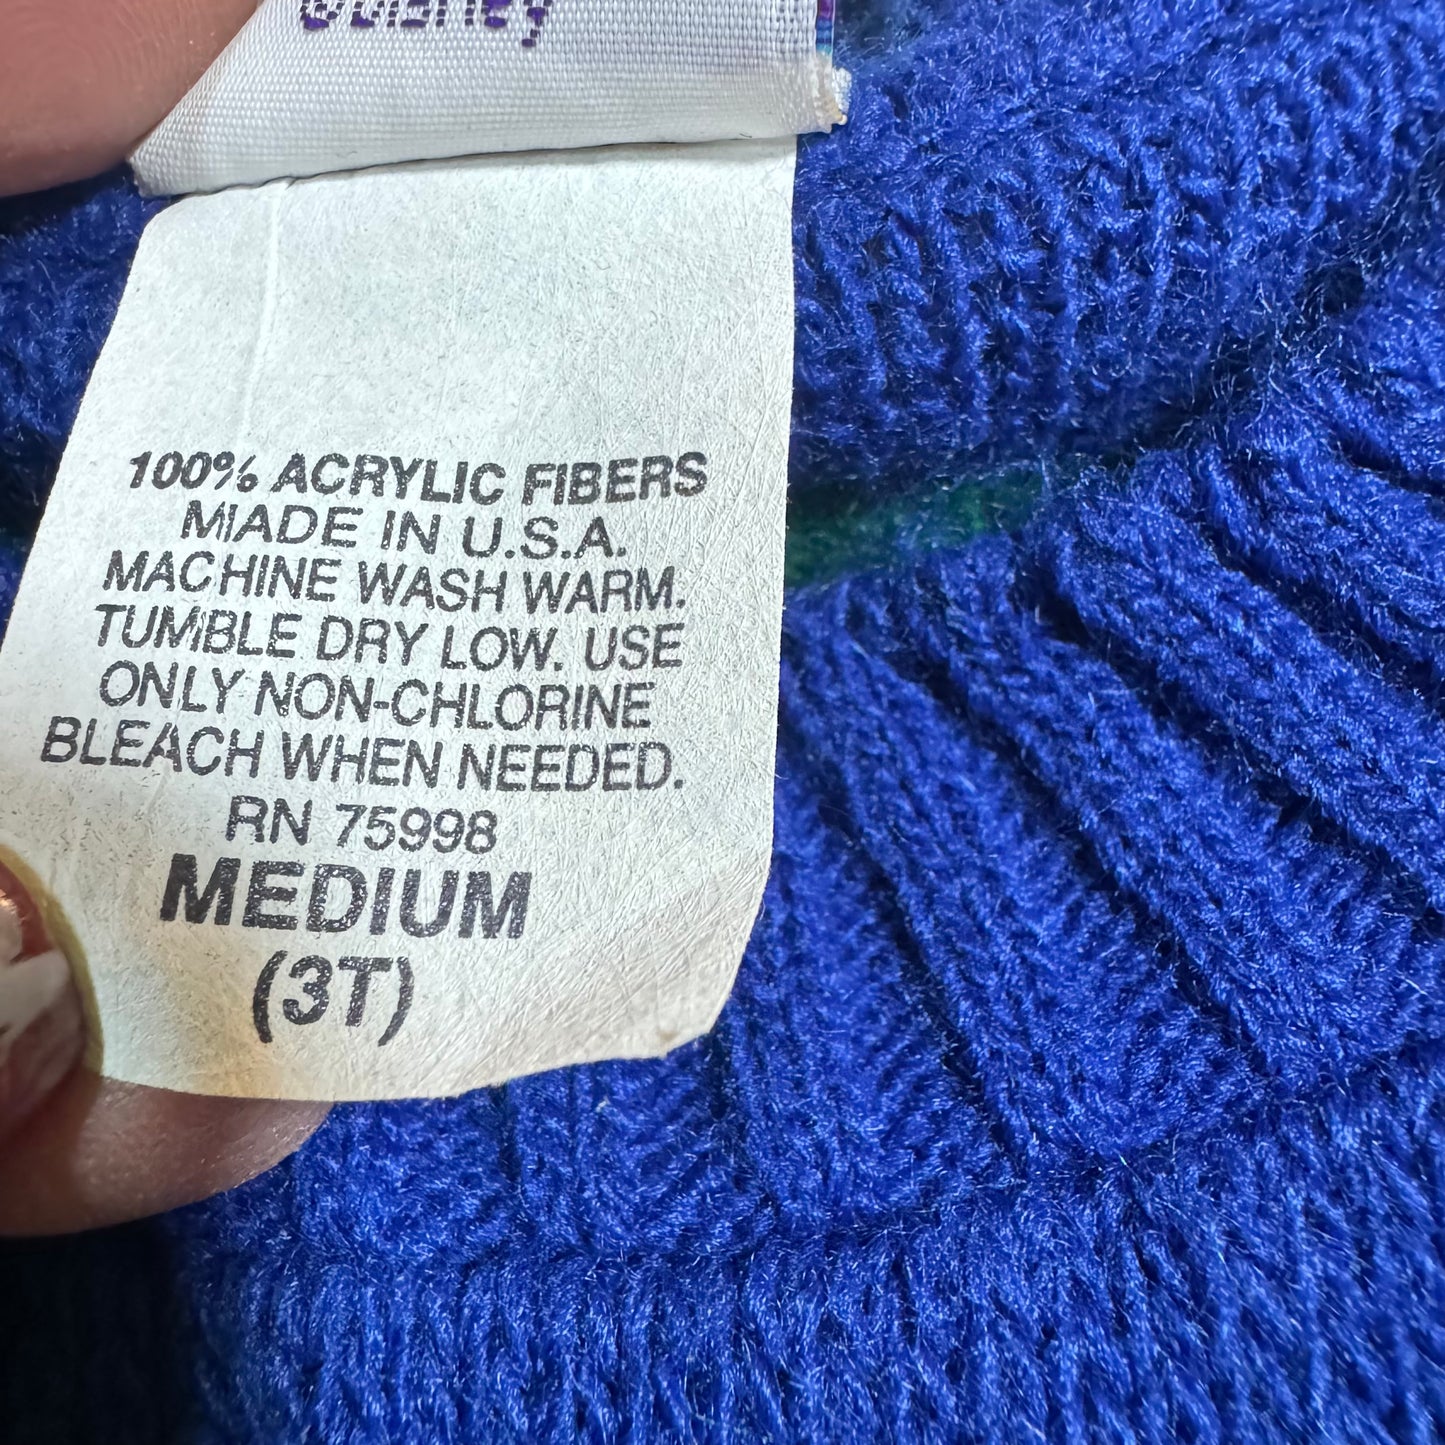 ©Disney
100% ACRYLIC FIBERS
MADE IN U.S.A.
MACHINE WASH WARM.
TUMBLE DRY LOW. USE
ONLY NON-CHLORINE
BLEACH WHEN NEEDED.
RN 75998
MEDIUM
(3T)